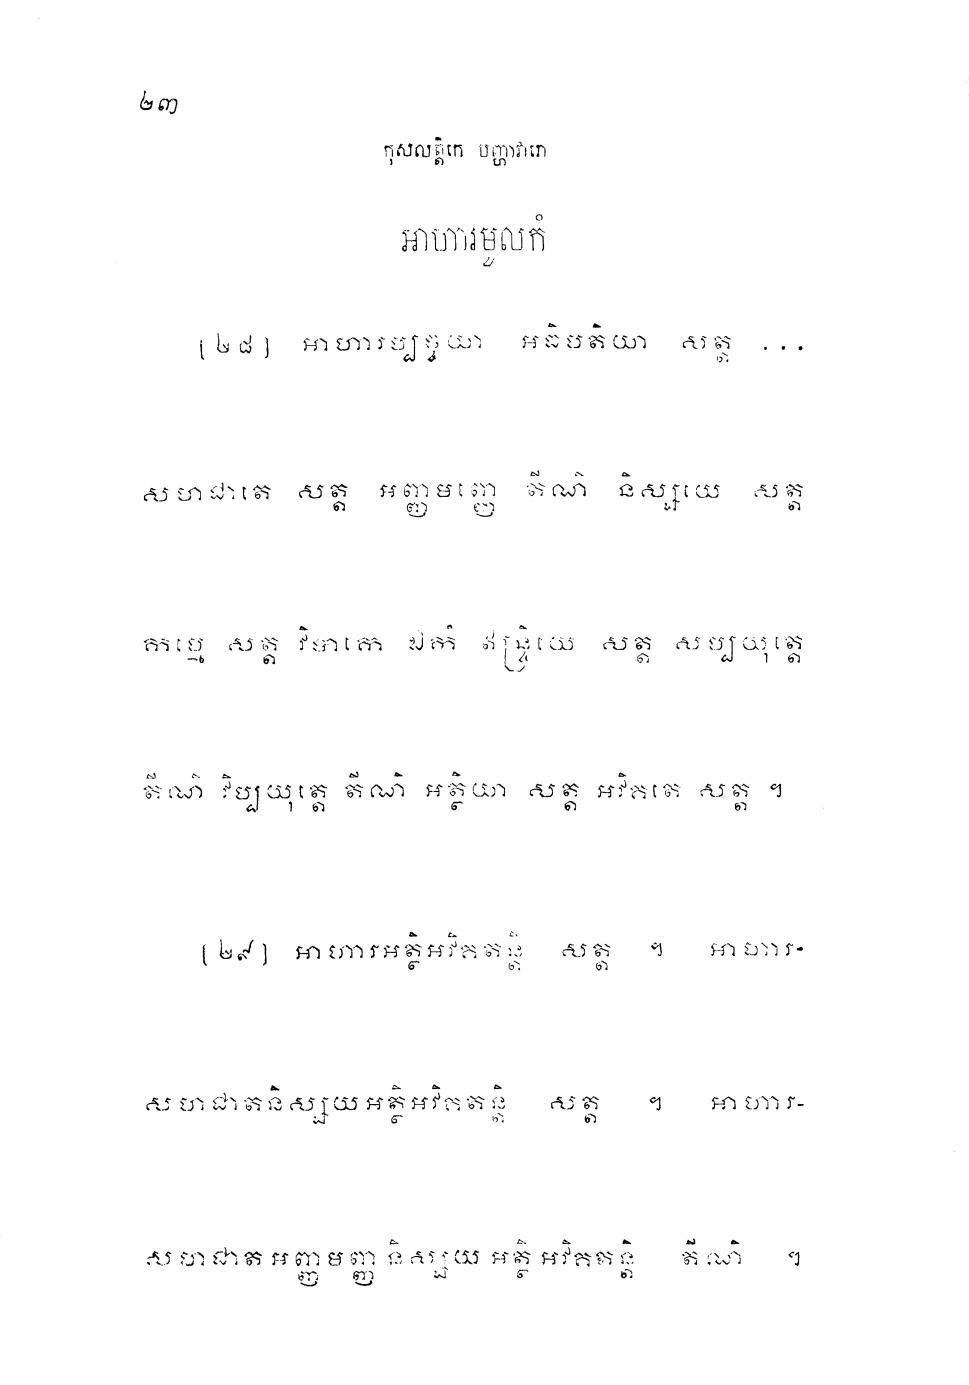 ២៣
កុសលត្តិកេ បញ្ហាវារោ
អាហារមូលកំ
[២៨] អាហារប្បច្ចយា អធិបតិយា សត្ត ...
សហជាតេ សត្ត អញ្ញមញ្ញេ តីណិ និស្សយេ សត្ត
កម្មេ សត្ត វិបាកេ ឯកំ ឥន្ទ្រិយេ សត្ត សម្បយុត្តេ
តីណិ វិប្បយុត្តេ តីណិ អត្ថិយា សត្ត អវិគតេ សត្ត ។
[២៩] អាហារអត្ថិអវិគតន្តិ សត្ត ។ អាហារ-
សហជាតនិស្សយអត្ថិអវិគតន្តិ សត្ត ។ អាហារ-
សហជាតអញ្ញមញ្ញនិស្សយអត្ថិអវិគតន្តិ តីណិ ។